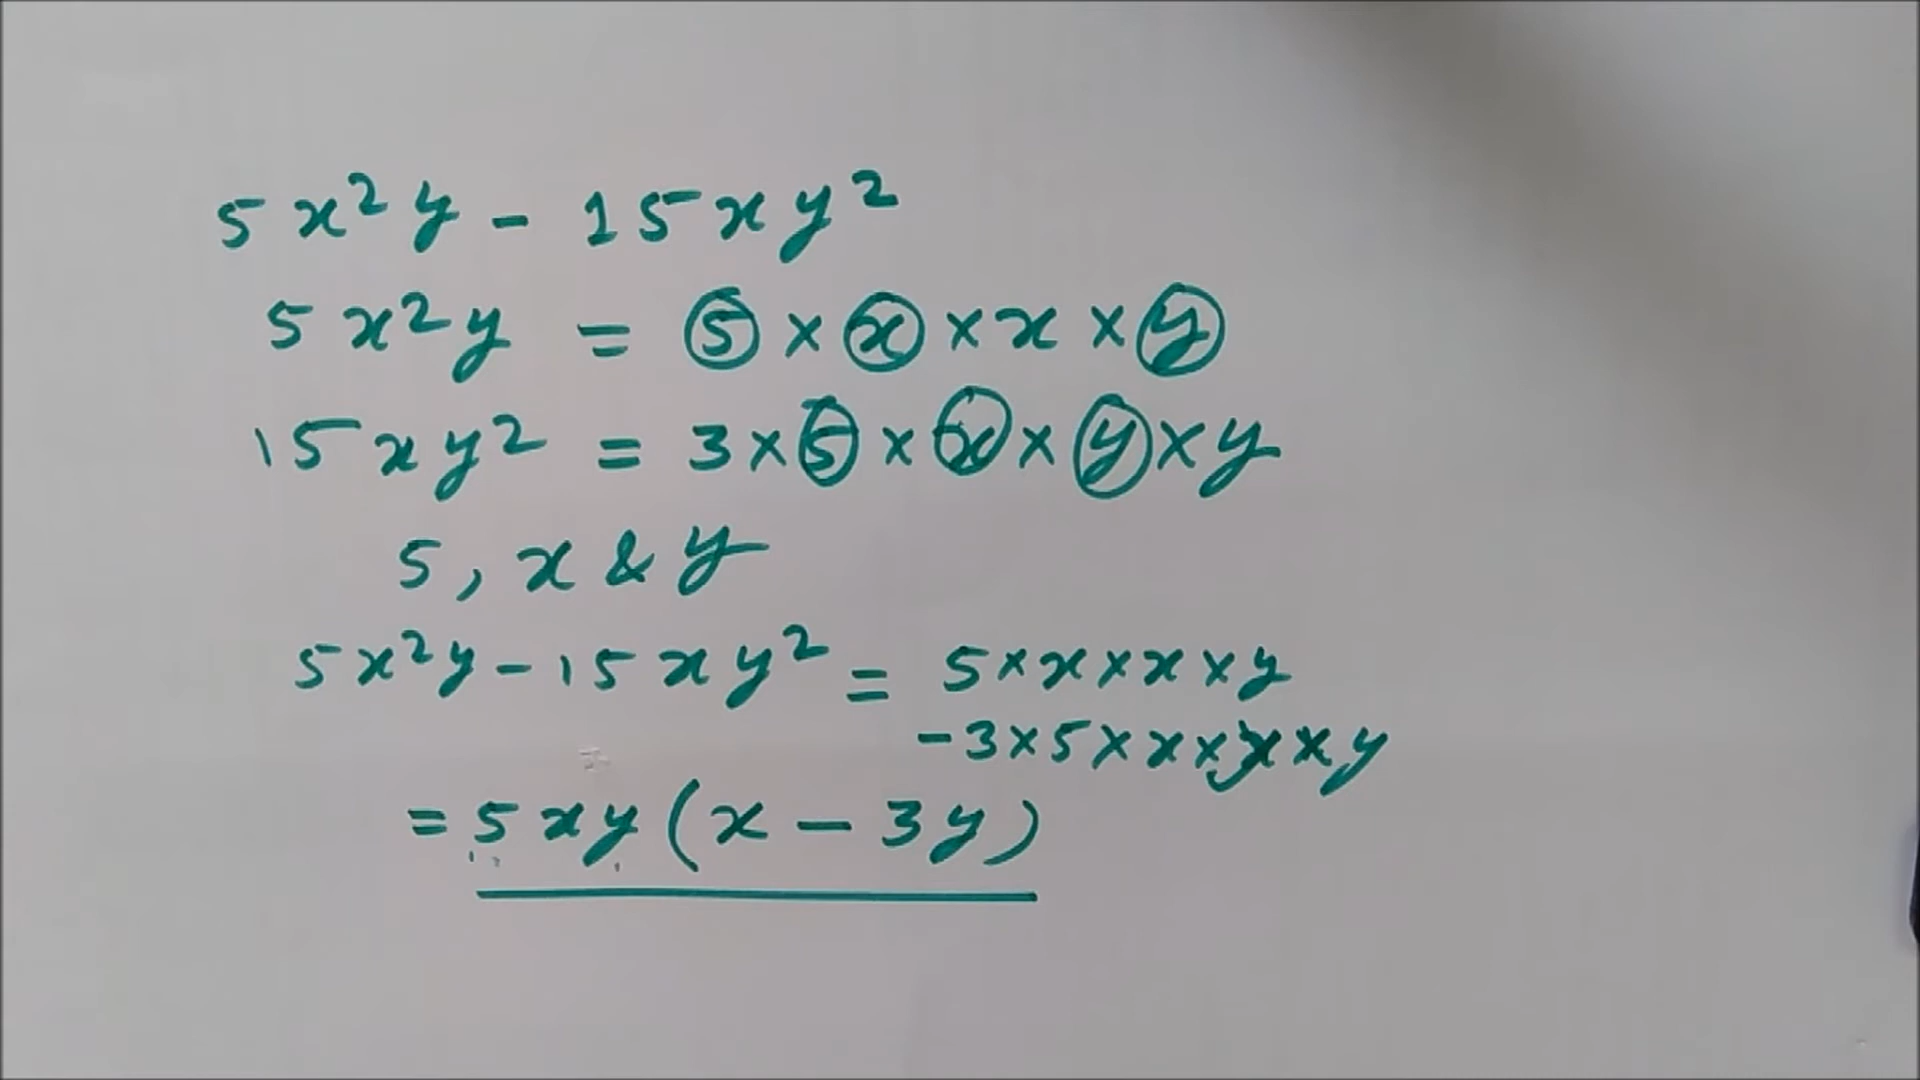 5x²y - 15xy²
5x²y = 5 × x × x × y
15xy² = 3 × 5 × x × y × y
5, x & y
5x²y - 15xy² = 5 × x × x × y
- 3 × 5 × x × y × y
= 5xy (x - 3y)